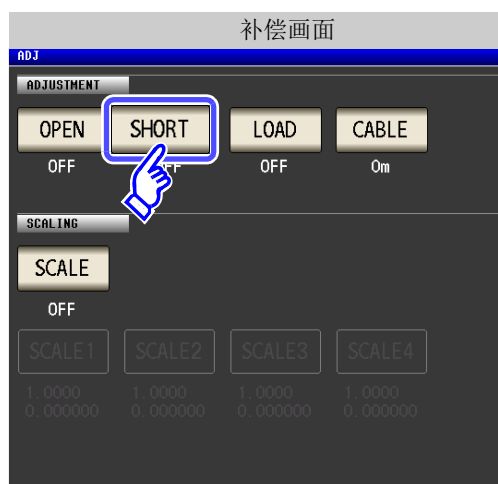 补偿画面
ADJ
ADJUSTMENT
OPEN SHORT LOAD CABLE
OFF OFF OFF 0m
SCALING
SCALE
OFF
SCALE1 SCALE2 SCALE3 SCALE4
1.0000 1.0000 1.0000 1.0000
0.000000 0.000000 0.000000 0.000000